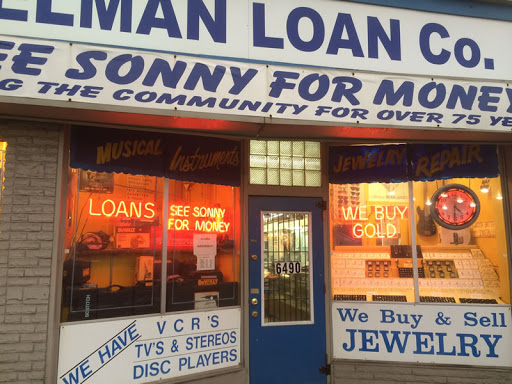 ELMAN LOAN Co.
SEE SONNY FOR MONEY
THE COMMUNITY FOR OVER 75 YE
MUSICAL Instruments
JEWELRY REPAIR
LOANS
SEE SONNY
FOR MONEY
WE BUY
GOLD
6490
DEWALT
WE HAVE
VCR'S
TV'S & STEREOS
DISC PLAYERS
We Buy & Sell
JEWELRY